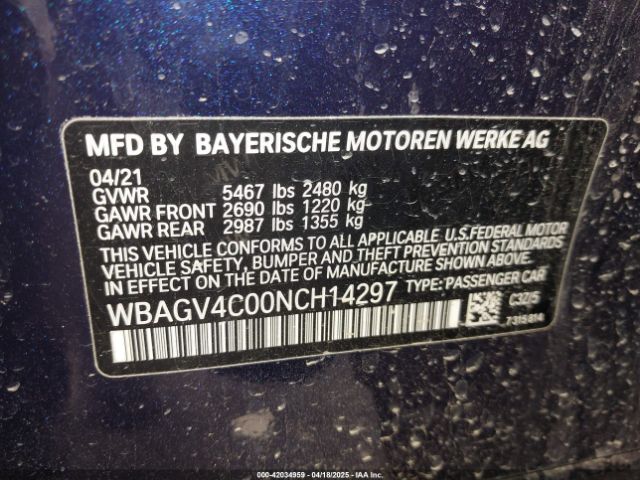 MFD BY BAYERISCHE MOTOREN WERKE AG
04/21
GVWR 5467 lbs 2480 kg
GAWR FRONT 2690 lbs 1220 kg
GAWR REAR 2987 lbs 1355 kg
THIS VEHICLE CONFORMS TO ALL APPLICABLE U.S.FEDERAL MOTOR
VEHICLE SAFETY, BUMPER AND THEFT PREVENTION STANDARDS
IN EFFECT ON THE DATE OF MANUFACTURE SHOWN ABOVE.
WBAGV4C00NCH14297 TYPE: PASSENGER CAR
C3Z/5
7315814
000-42034959 - 04/18/2025 - IAA Inc.